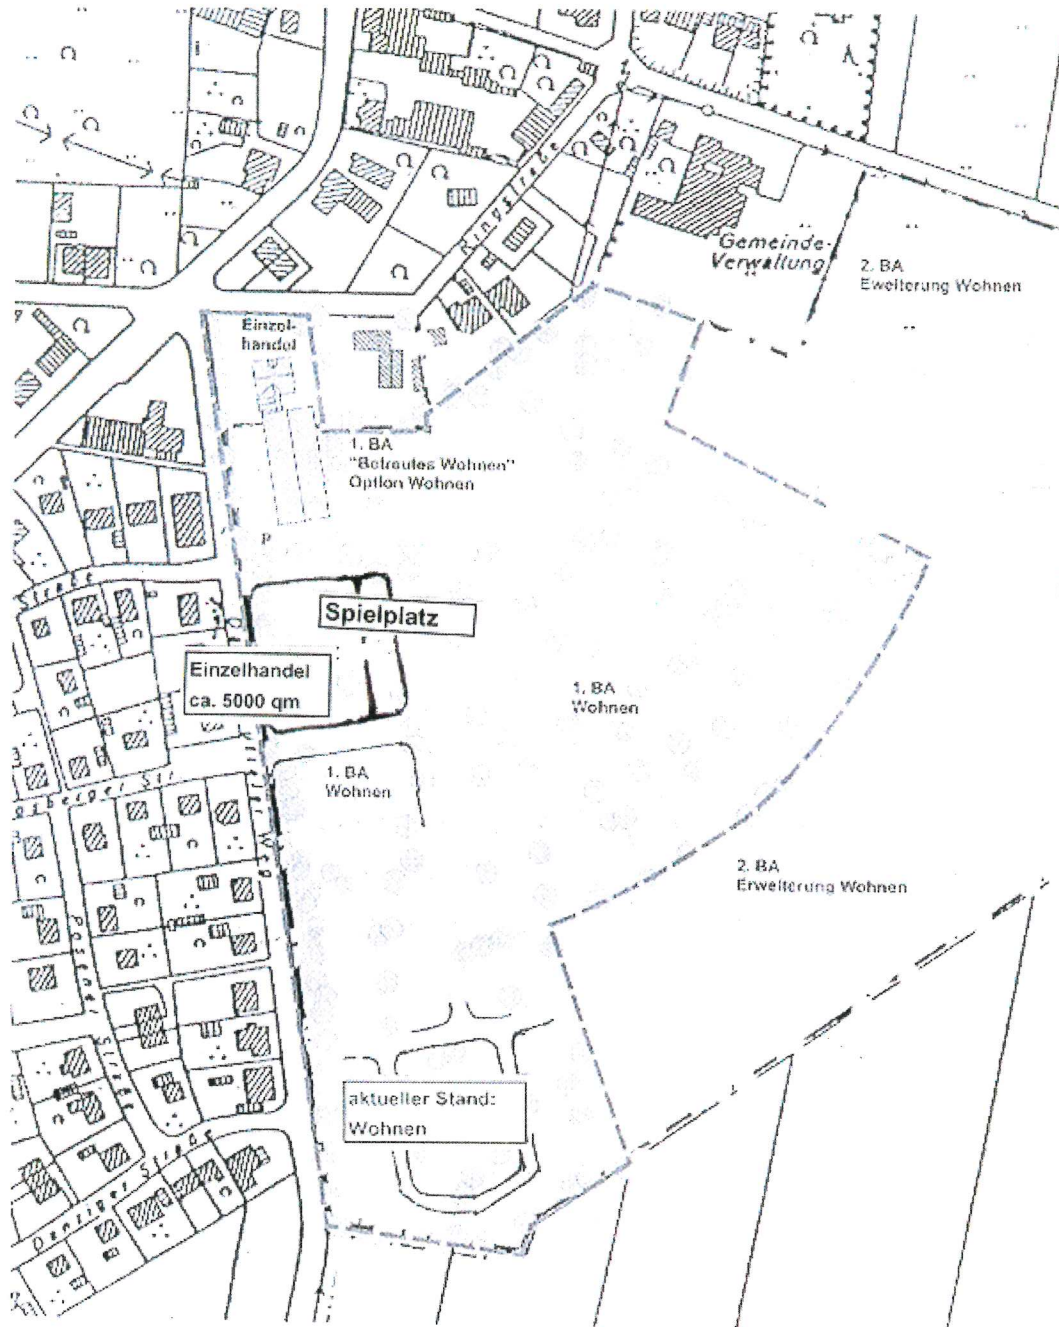 Ringstraße
Gemeinde-
Verwaltung
2. BA
Eweiterung Wohnen
Einzel-
handel
1. BA
"Betreutes Wohnen"
Option Wohnen
P
Spielplatz
Einzelhandel
ca. 5000 qm
1. BA
Wohnen
1. BA
Wohnen
2. BA
Erweiterung Wohnen
Posener Straße
aktueller Stand:
Wohnen
Danziger Straße